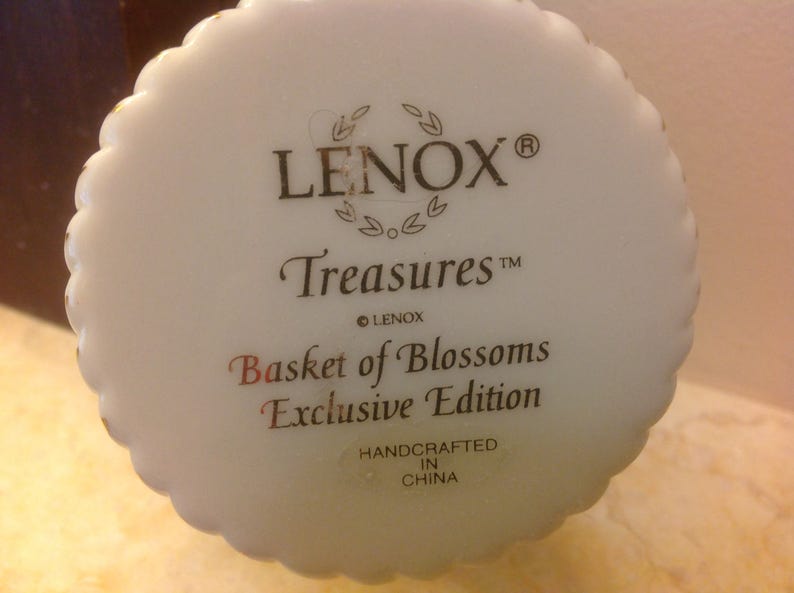 LENOX®
Treasures™
© LENOX
Basket of Blossoms
Exclusive Edition
HANDCRAFTED
IN
CHINA